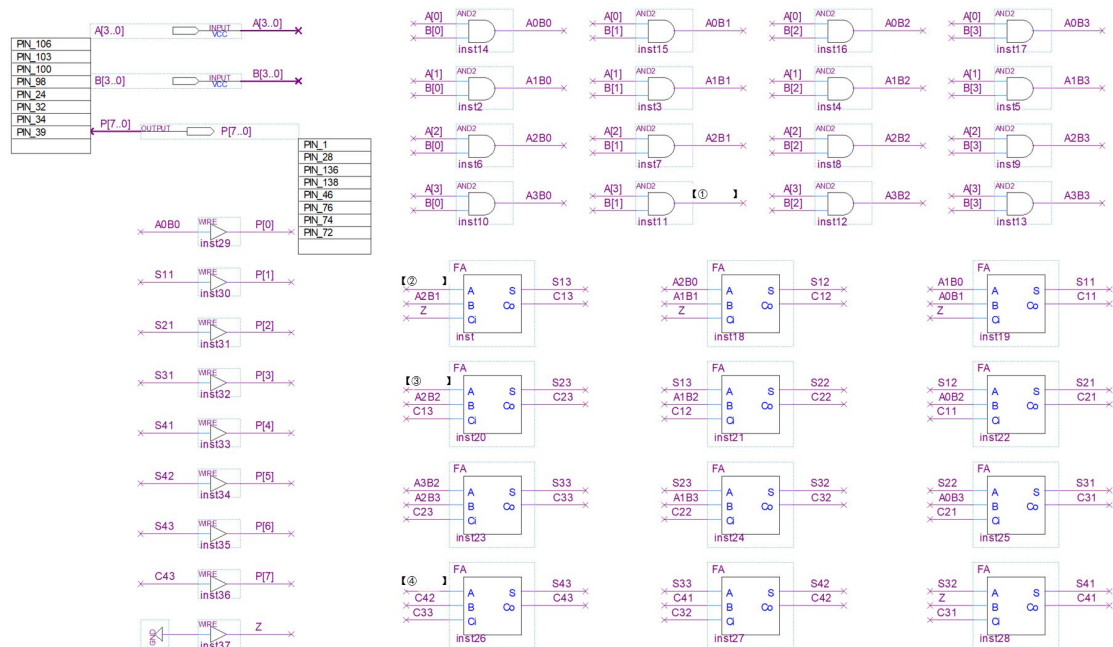 A[3..0] INPUT VCC A[3..0]
B[3..0] INPUT VCC B[3..0]
P[7..0] OUTPUT P[7..0]
PIN_106
PIN_103
PIN_100
PIN_98
PIN_24
PIN_32
PIN_34
PIN_39
PIN_1
PIN_28
PIN_136
PIN_138
PIN_46
PIN_76
PIN_74
PIN_72
A[0] AND2 A0B0
B[0]
inst14
A[0] AND2 A0B1
B[1]
inst15
A[0] AND2 A0B2
B[2]
inst16
A[0] AND2 A0B3
B[3]
inst17
A[1] AND2 A1B0
B[0]
inst2
A[1] AND2 A1B1
B[1]
inst3
A[1] AND2 A1B2
B[2]
inst4
A[1] AND2 A1B3
B[3]
inst5
A[2] AND2 A2B0
B[0]
inst6
A[2] AND2 A2B1
B[1]
inst7
A[2] AND2 A2B2
B[2]
inst8
A[2] AND2 A2B3
B[3]
inst9
A[3] AND2 A3B0
B[0]
inst10
A[3] AND2 【① 】
B[1]
inst11
A[3] AND2 A3B2
B[2]
inst12
A[3] AND2 A3B3
B[3]
inst13
A0B0 WIRE P[0]
inst29
S11 WIRE P[1]
inst30
S21 WIRE P[2]
inst31
S31 WIRE P[3]
inst32
S41 WIRE P[4]
inst33
S42 WIRE P[5]
inst34
S43 WIRE P[6]
inst35
C43 WIRE P[7]
inst36
GND WIRE Z
inst37
FA
【② 】 A S S13
A2B1 B Co C13
Z Ci
inst
FA
A2B0 A S S12
A1B1 B Co C12
Z Ci
inst18
FA
A1B0 A S S11
A0B1 B Co C11
Z Ci
inst19
FA
【③ 】 A S S23
A2B2 B Co C23
C13 Ci
inst20
FA
S13 A S S22
A1B2 B Co C22
C12 Ci
inst21
FA
S12 A S S21
A0B2 B Co C21
C11 Ci
inst22
FA
A3B2 A S S33
A2B3 B Co C33
C23 Ci
inst23
FA
S23 A S S32
A1B3 B Co C32
C22 Ci
inst24
FA
S22 A S S31
A0B3 B Co C31
C21 Ci
inst25
FA
【④ 】 A S S43
C42 B Co C43
C33 Ci
inst26
FA
S33 A S S42
C41 B Co C42
C32 Ci
inst27
FA
S32 A S S41
Z B Co C41
C31 Ci
inst28